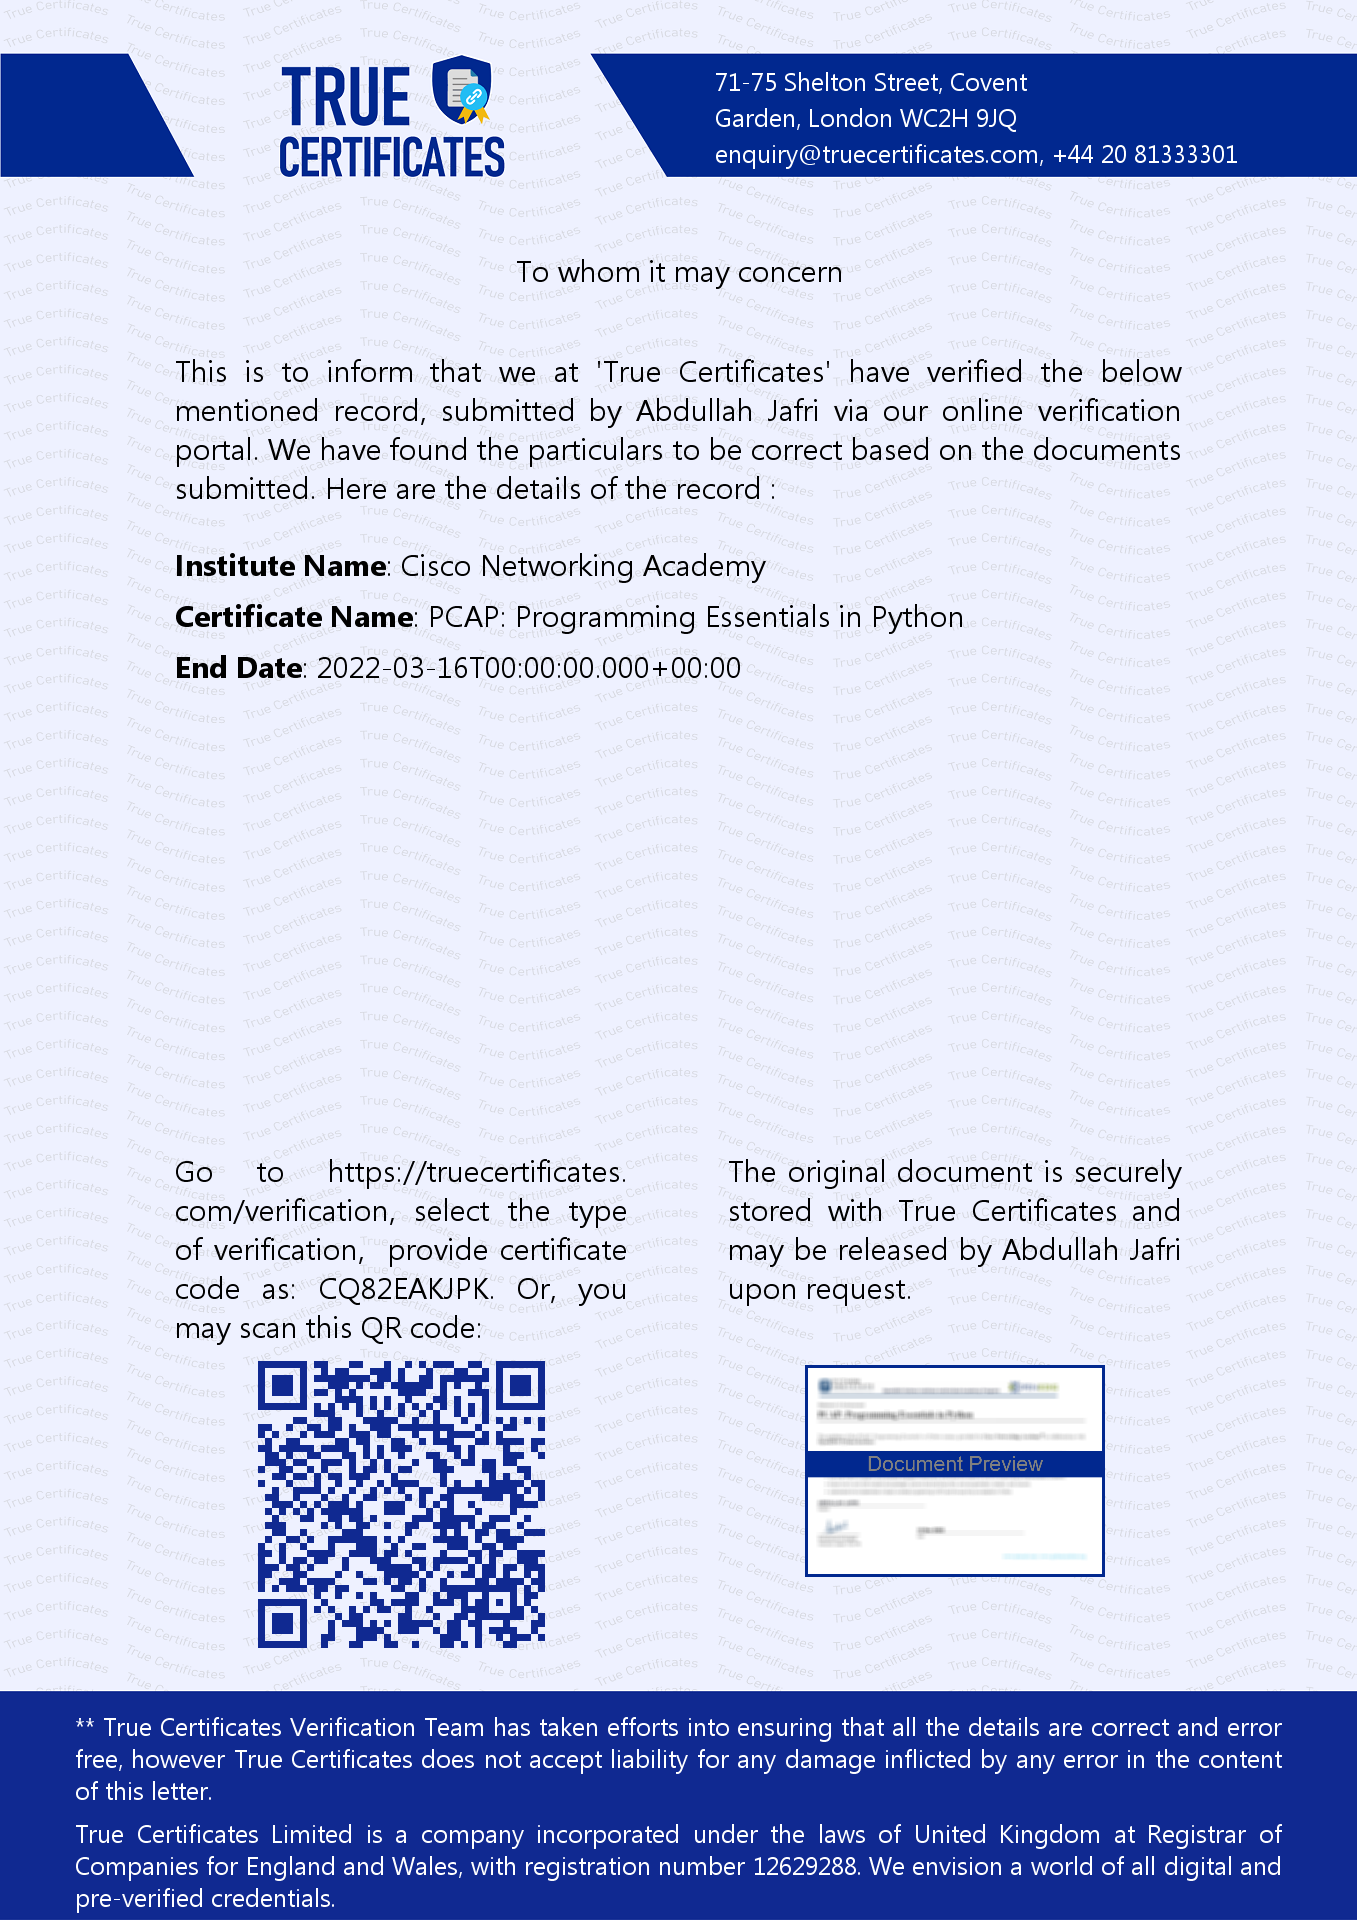 TRUE
CERTIFICATES
71-75 Shelton Street, Covent
Garden, London WC2H 9JQ
enquiry@truecertificates.com, +44 20 81333301
To whom it may concern
This is to inform that we at 'True Certificates' have verified the below
mentioned record, submitted by Abdullah Jafri via our online verification
portal. We have found the particulars to be correct based on the documents
submitted. Here are the details of the record :
Institute Name: Cisco Networking Academy
Certificate Name: PCAP: Programming Essentials in Python
End Date: 2022-03-16T00:00:00.000+00:00
Go to https://truecertificates.
com/verification, select the type
of verification, provide certificate
code as: CQ82EAKJPK. Or, you
may scan this QR code:
The original document is securely
stored with True Certificates and
may be released by Abdullah Jafri
upon request.
PCAP: Programming Essentials in Python
Document Preview
** True Certificates Verification Team has taken efforts into ensuring that all the details are correct and error
free, however True Certificates does not accept liability for any damage inflicted by any error in the content
of this letter.
True Certificates Limited is a company incorporated under the laws of United Kingdom at Registrar of
Companies for England and Wales, with registration number 12629288. We envision a world of all digital and
pre-verified credentials.